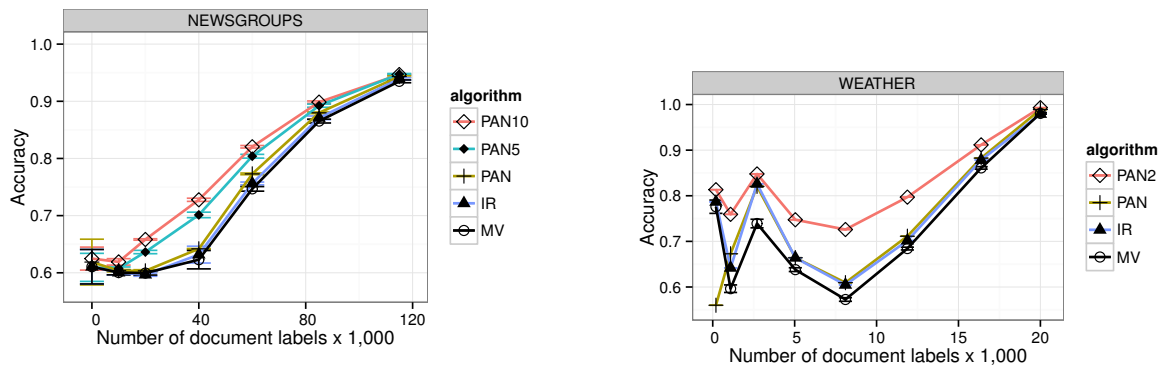 NEWSGROUPS
1.0
0.9
0.8
0.7
0.6
Accuracy
0 40 80 120
Number of document labels x 1,000
algorithm
PAN10
PAN5
PAN
IR
MV
WEATHER
1.0
0.9
0.8
0.7
0.6
Accuracy
0 5 10 15 20
Number of document labels x 1,000
algorithm
PAN2
PAN
IR
MV